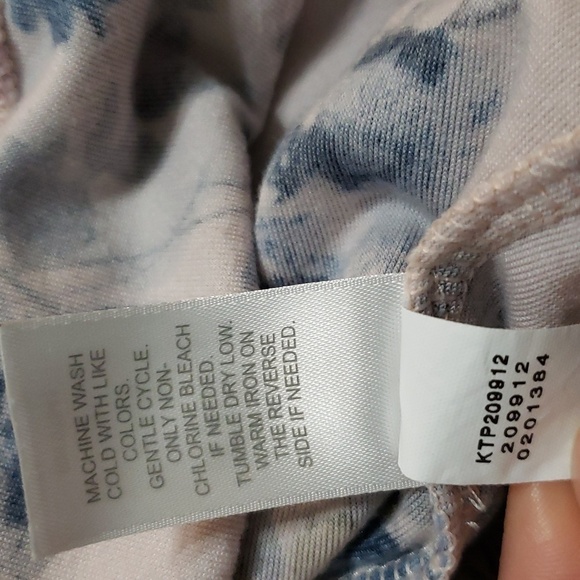 MACHINE WASH
COLD WITH LIKE
COLORS.
GENTLE CYCLE.
ONLY NON-
CHLORINE BLEACH
IF NEEDED.
TUMBLE DRY LOW.
WARM IRON ON
THE REVERSE
SIDE IF NEEDED.
KTP209912
209912
0201384